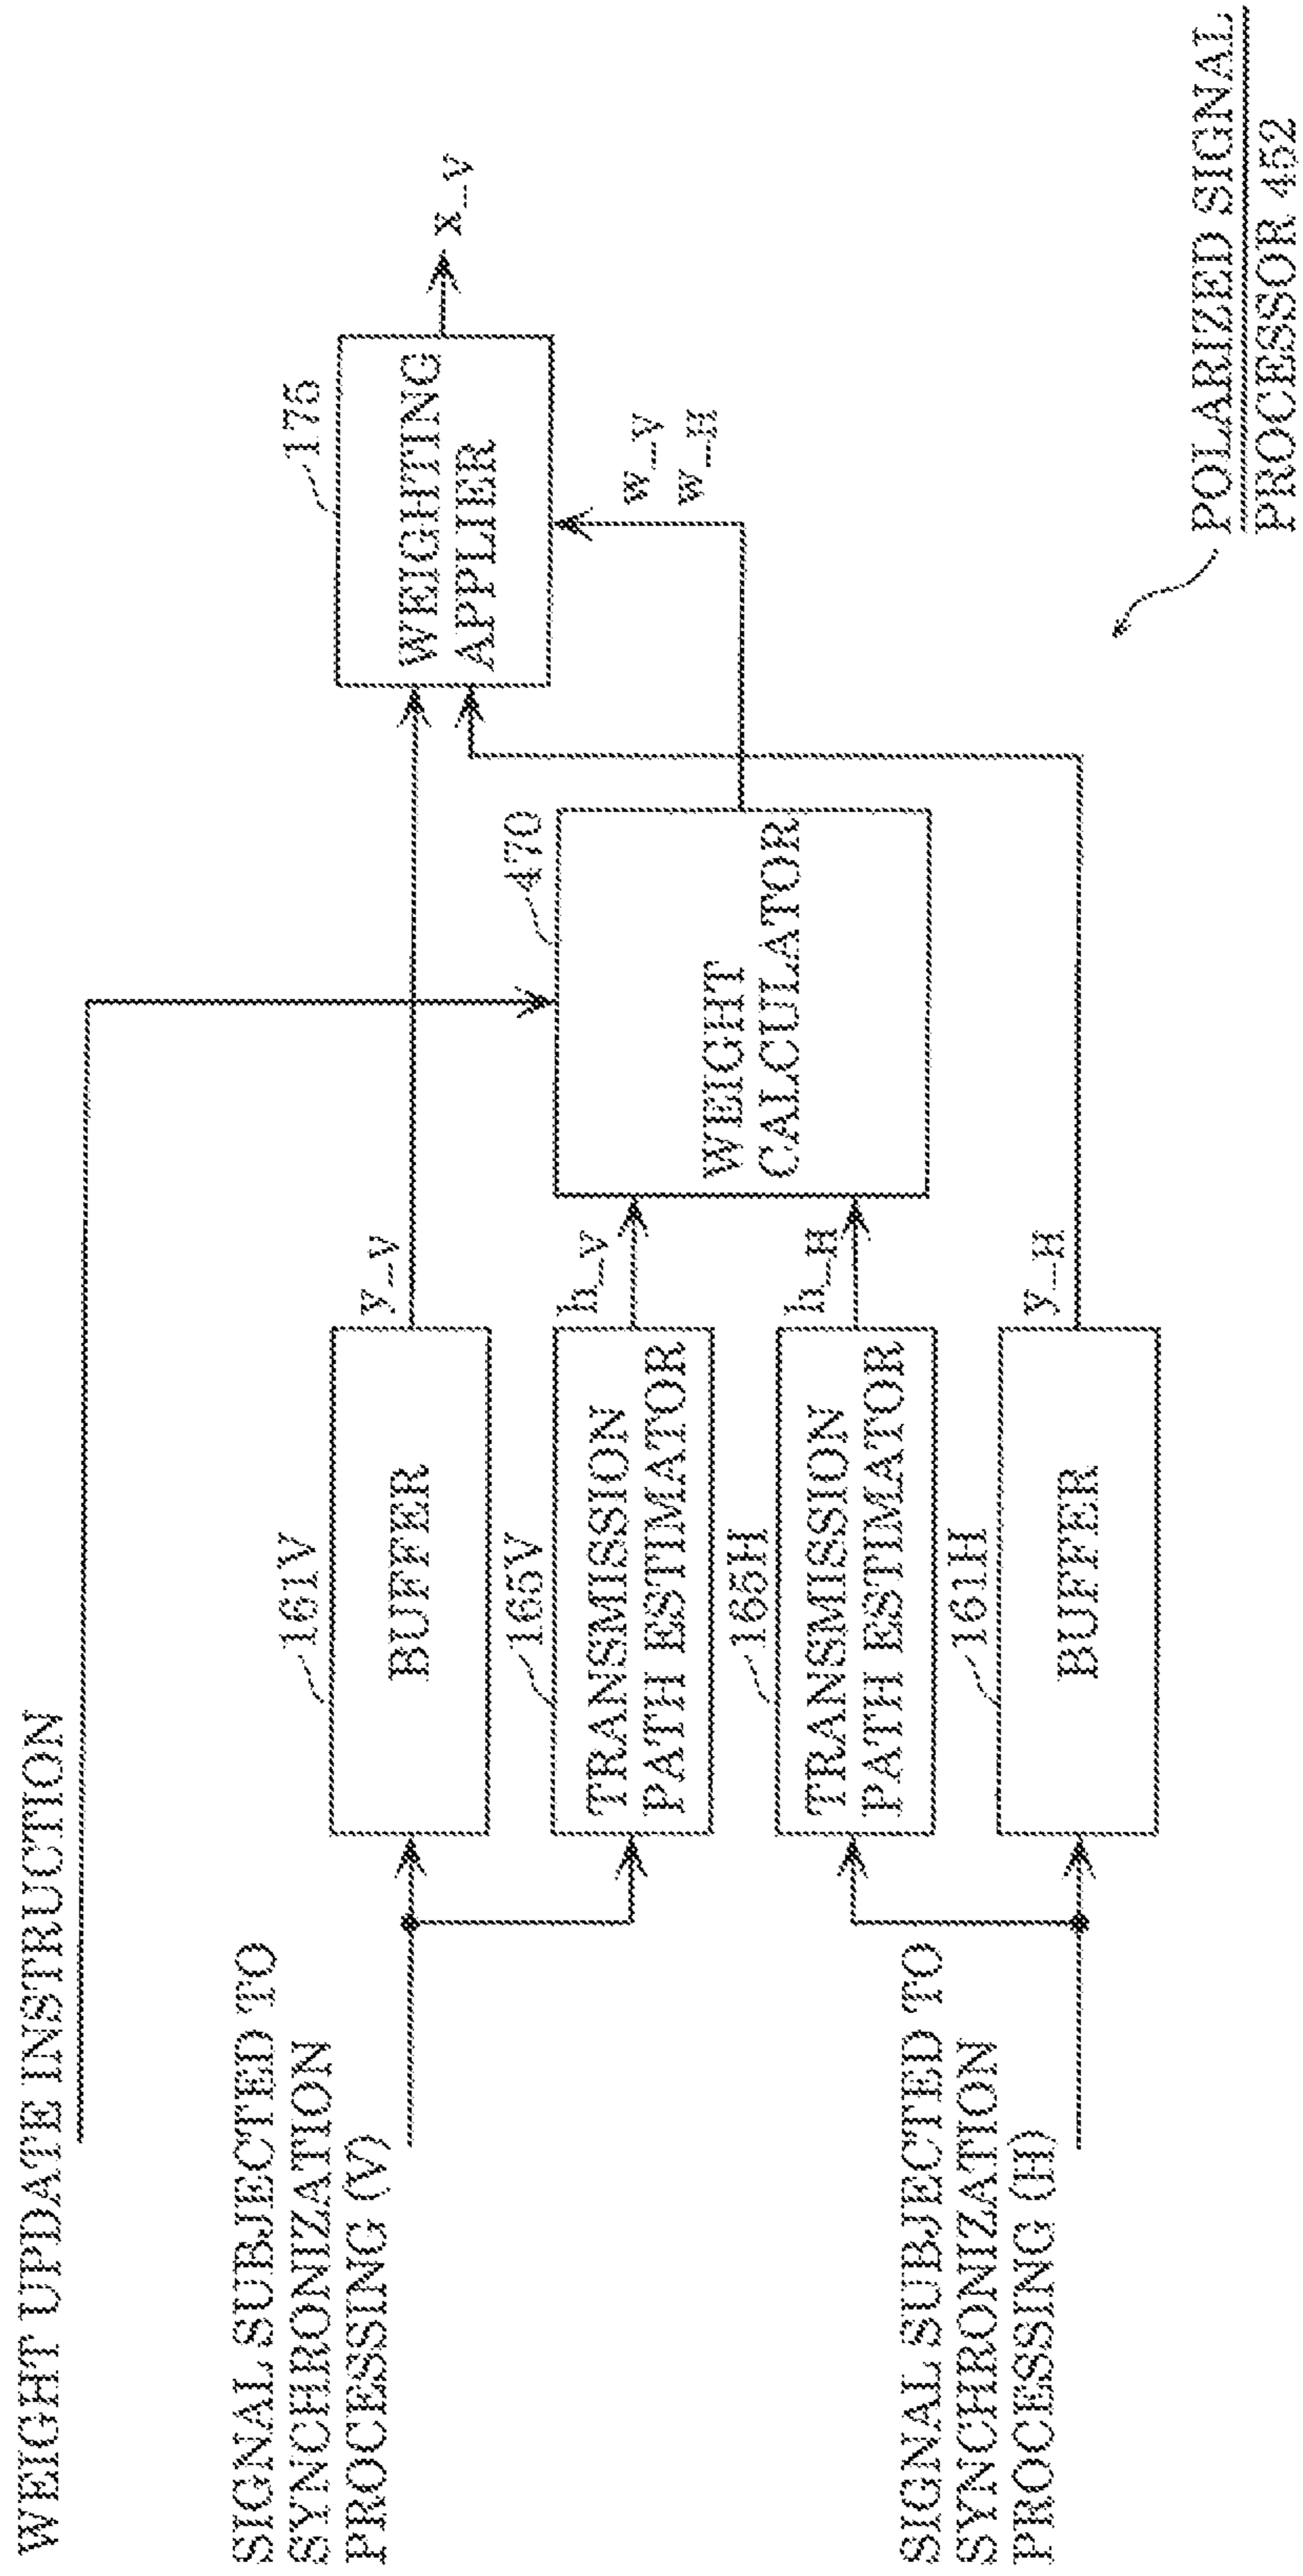 WEIGHT UPDATE INSTRUCTION
SIGNAL SUBJECTED TO
SYNCHRONIZATION
PROCESSING (V)
161V
BUFFER
y_V
165V
TRANSMISSION
PATH ESTIMATOR
h_V
SIGNAL SUBJECTED TO
SYNCHRONIZATION
PROCESSING (H)
165H
TRANSMISSION
PATH ESTIMATOR
h_H
161H
BUFFER
y_H
470
WEIGHT
CALCULATOR
w_V
w_H
175
WEIGHTING
APPLIER
x_V
POLARIZED SIGNAL
PROCESSOR 452